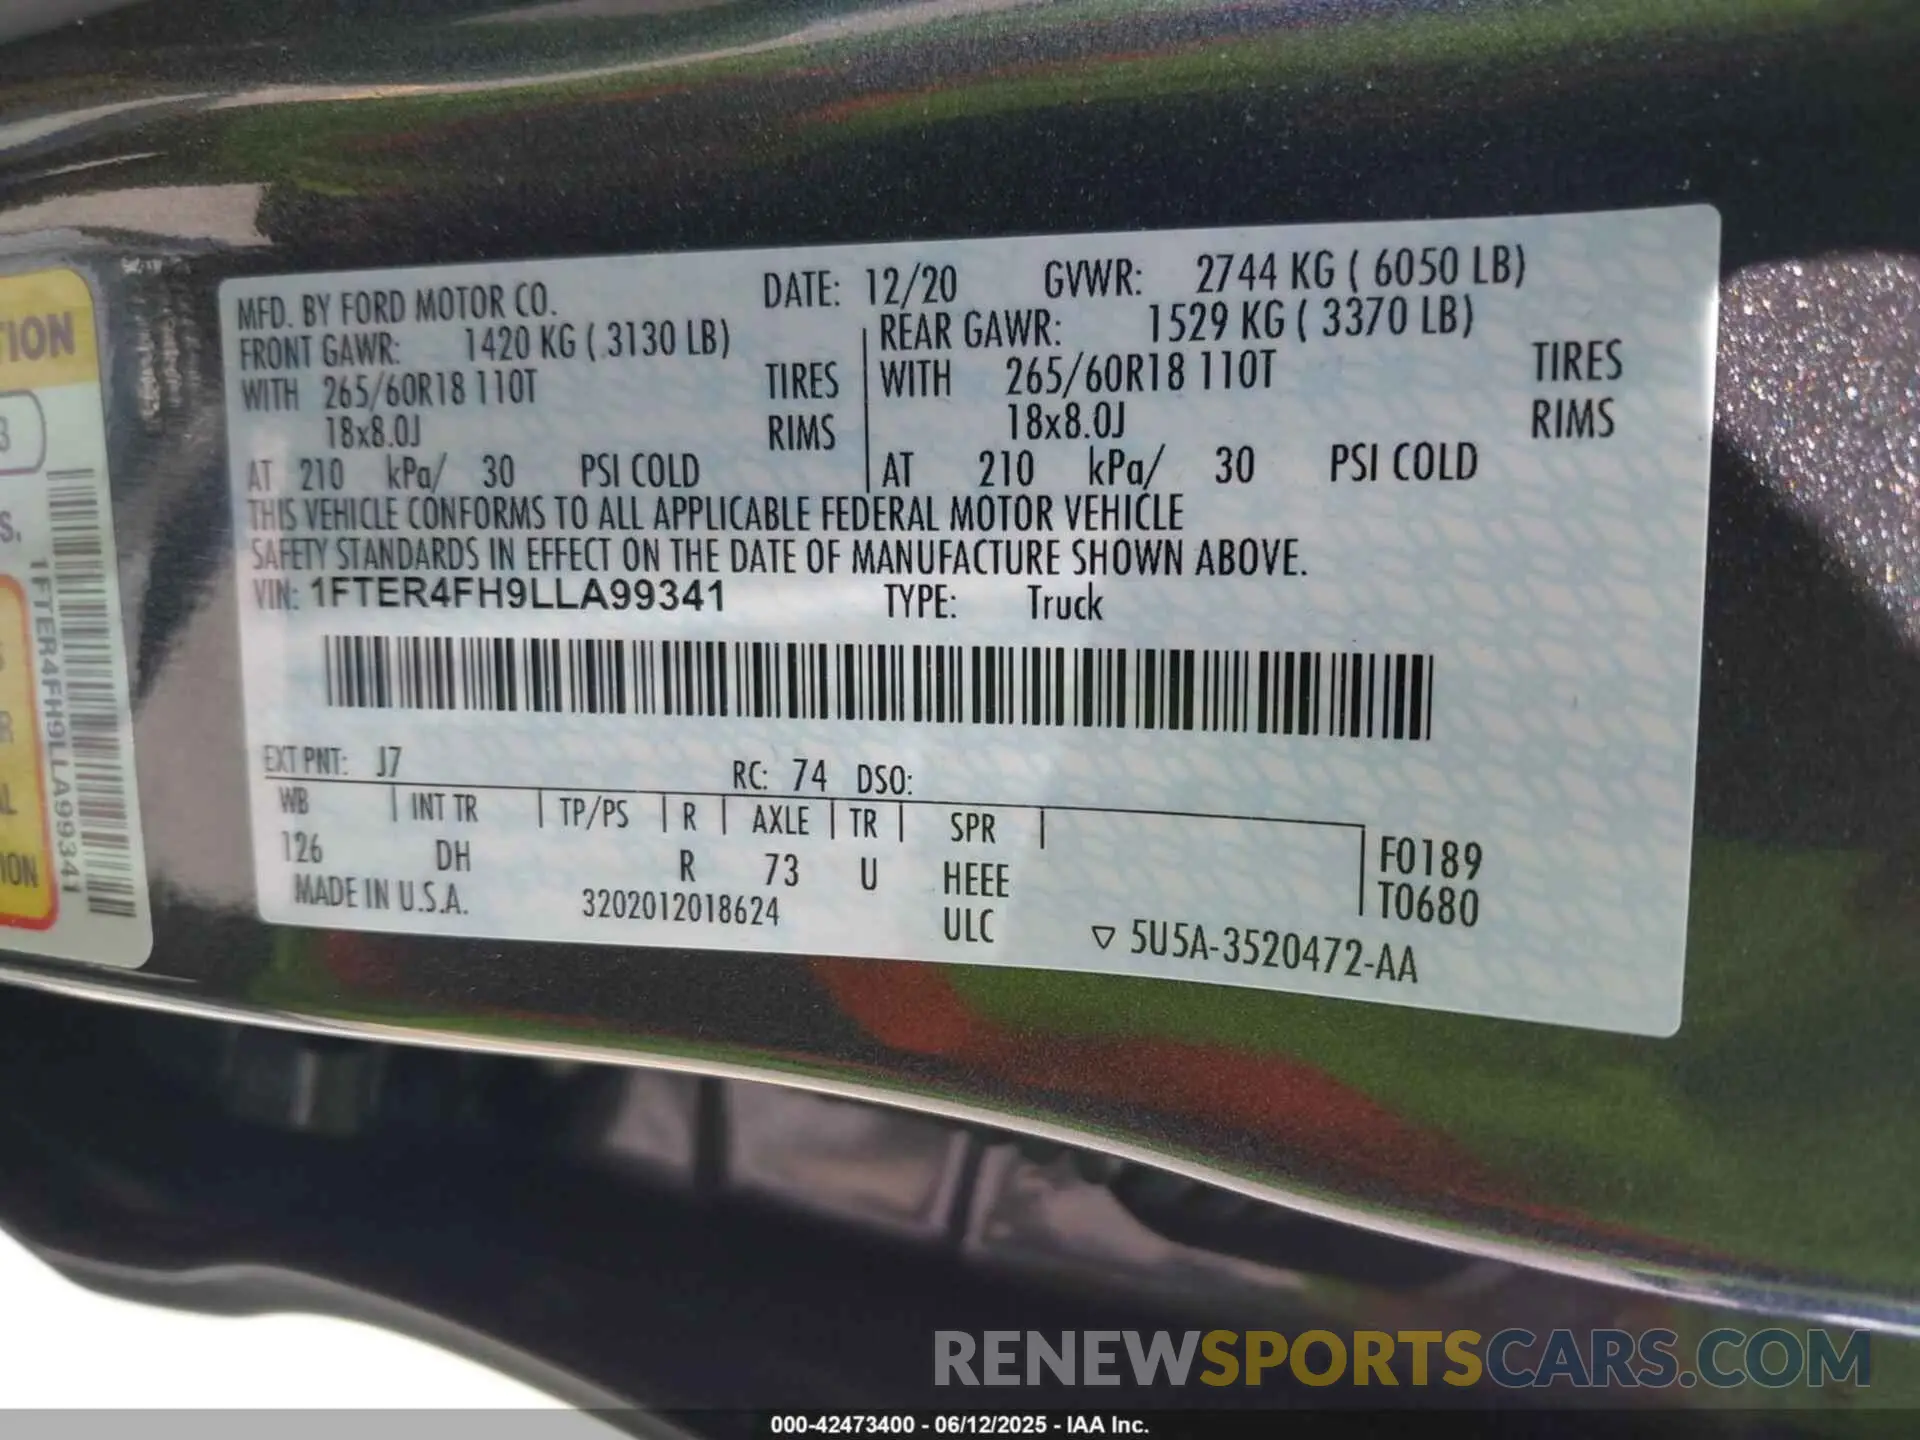 MFD. BY FORD MOTOR CO. DATE: 12/20 GVWR: 2744 KG ( 6050 LB)
FRONT GAWR: 1420 KG ( 3130 LB) REAR GAWR: 1529 KG ( 3370 LB)
WITH 265/60R18 110T TIRES WITH 265/60R18 110T TIRES
18x8.0J RIMS 18x8.0J RIMS
AT 210 kPa/ 30 PSI COLD AT 210 kPa/ 30 PSI COLD
THIS VEHICLE CONFORMS TO ALL APPLICABLE FEDERAL MOTOR VEHICLE
SAFETY STANDARDS IN EFFECT ON THE DATE OF MANUFACTURE SHOWN ABOVE.
VIN: 1FTER4FH9LLA99341 TYPE: Truck
EXT PNT: J7 RC: 74 DSO:
WB INT TR TP/PS R AXLE TR SPR
126 DH R 73 U HEEE F0189
MADE IN U.S.A. 3202012018624 ULC T0680
▽ 5U5A-3520472-AA
TION
3
S.
1FTER4FH9LLA99341
S
R
AL
ION
RENEWSPORTSCARS.COM
000-42473400 - 06/12/2025 - IAA Inc.